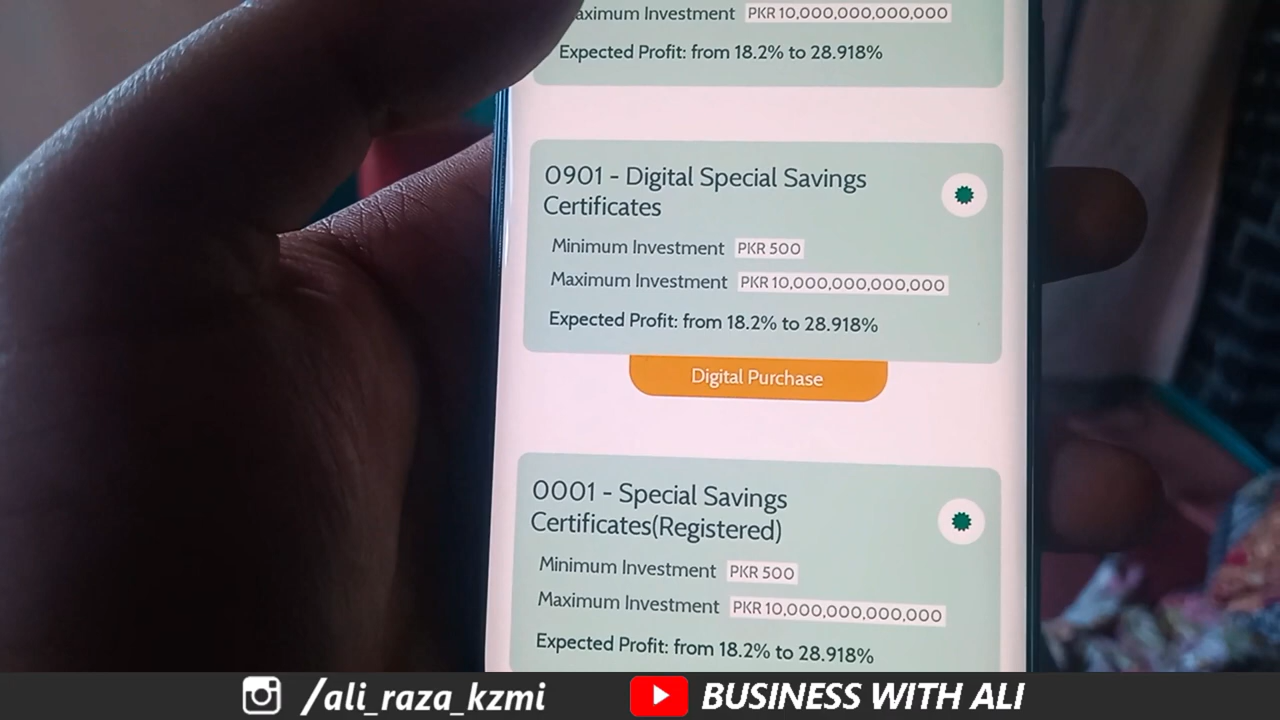 Maximum Investment PKR 10,000,000,000,000
Expected Profit: from 18.2% to 28.918%
0901 - Digital Special Savings
Certificates
Minimum Investment PKR 500
Maximum Investment PKR 10,000,000,000,000
Expected Profit: from 18.2% to 28.918%
Digital Purchase
0001 - Special Savings
Certificates(Registered)
Minimum Investment PKR 500
Maximum Investment PKR 10,000,000,000,000
Expected Profit: from 18.2% to 28.918%
/ali_raza_kzmi BUSINESS WITH ALI